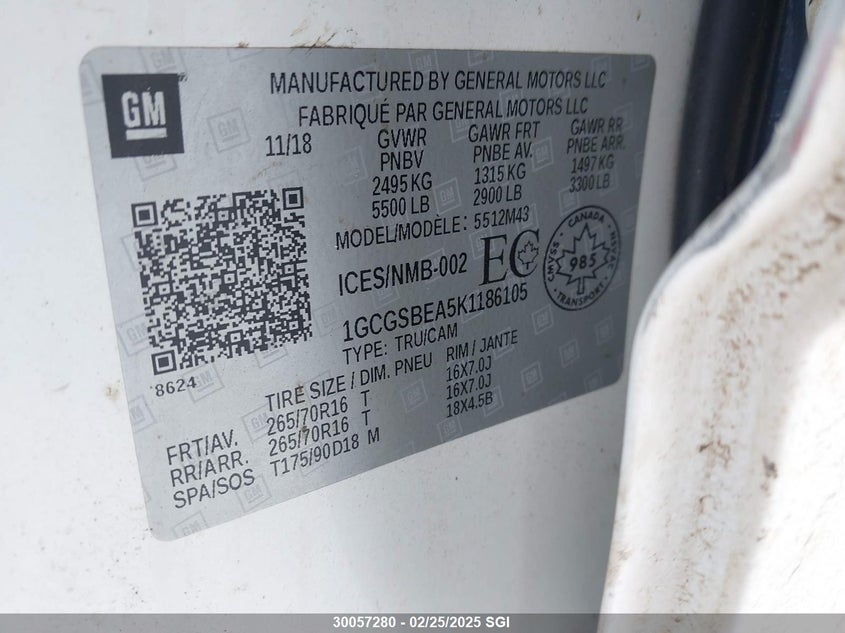 GM
MANUFACTURED BY GENERAL MOTORS LLC
FABRIQUÉ PAR GENERAL MOTORS LLC
11/18 GVWR GAWR FRT GAWR RR
PNBV PNBE AV. PNBE ARR.
2495 KG 1315 KG 1497 KG
5500 LB 2900 LB 3300 LB
MODEL/MODÈLE: 5512M43
ICES/NMB-002 EC
CANADA
CMVSS 985 NSVAC
TRANSPORT
1GCGSBEA5K1186105
TYPE: TRU/CAM
8624
TIRE SIZE / DIM. PNEU RIM / JANTE
FRT/AV. 265/70R16 T 16X7.0J
RR/ARR. 265/70R16 T 16X7.0J
SPA/SOS T175/90D18 M 18X4.5B
30057280 - 02/25/2025 SGI